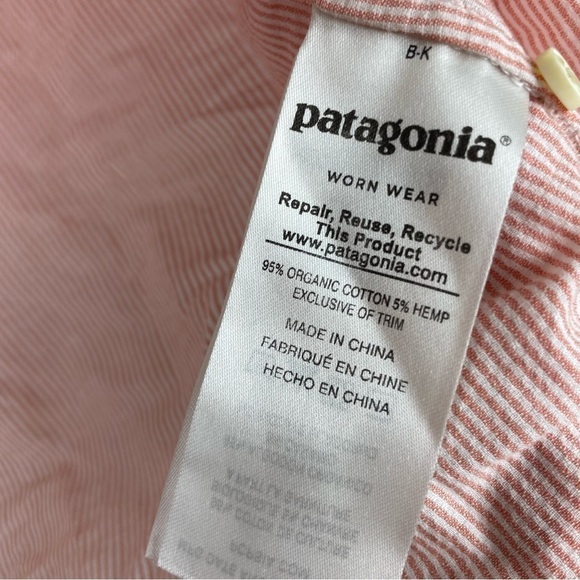 B-K
patagonia®
WORN WEAR
Repair, Reuse, Recycle
This Product
www.patagonia.com
95% ORGANIC COTTON 5% HEMP
EXCLUSIVE OF TRIM
MADE IN CHINA
FABRIQUÉ EN CHINE
HECHO EN CHINA